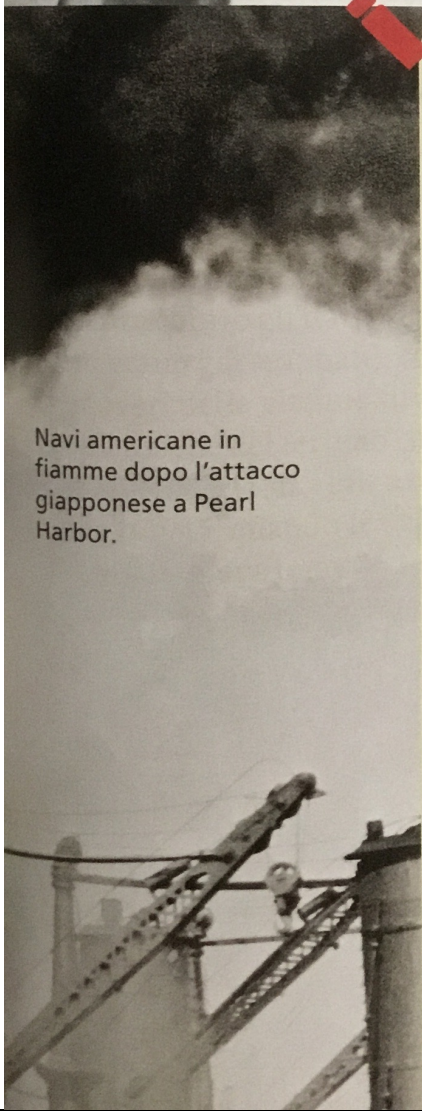 Navi americane in
fiamme dopo l'attacco
giapponese a Pearl
Harbor.